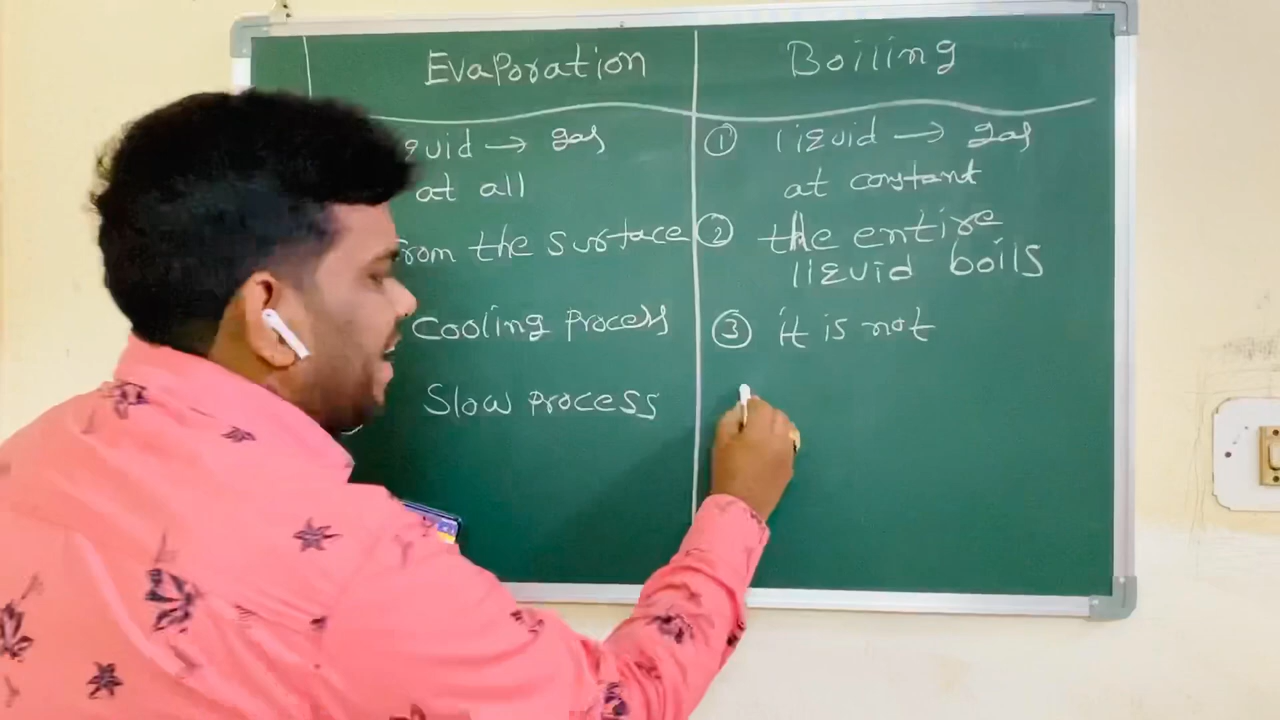 Evaporation
Boiling
quid → gas
at all
from the surface
Cooling process
Slow process
① liquid → gas
at constant
② the entire
liquid boils
③ it is not